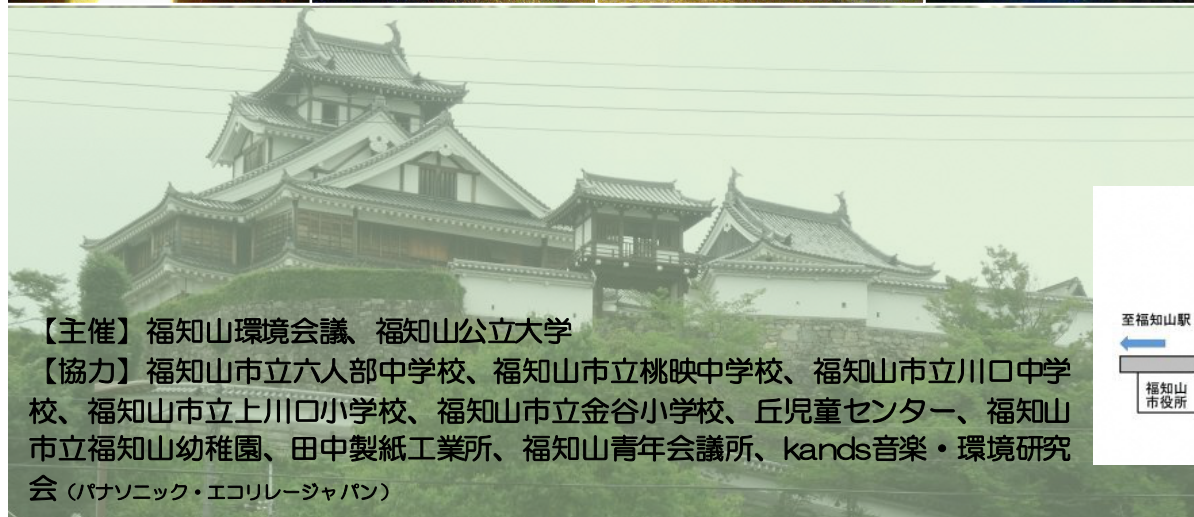 【主催】福知山環境会議、福知山公立大学
【協力】福知山市立六人部中学校、福知山市立桃映中学校、福知山市立川口中学
校、福知山市立上川口小学校、福知山市立金谷小学校、丘児童センター、福知山
市立福知山幼稚園、田中製紙工業所、福知山青年会議所、kands音楽・環境研究
会（パナソニック・エコリレージャパン）
至福知山駅
福知山
市役所